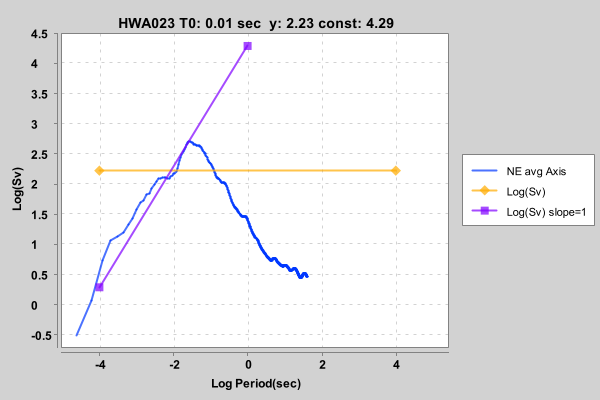 HWA023 T0: 0.01 sec  y: 2.23 const: 4.29
4.5
4
3.5
3
2.5
2
1.5
1
0.5
0
-0.5
Log(Sv)
-4 -2 0 2 4
Log Period(sec)
NE avg Axis
Log(Sv)
Log(Sv) slope=1